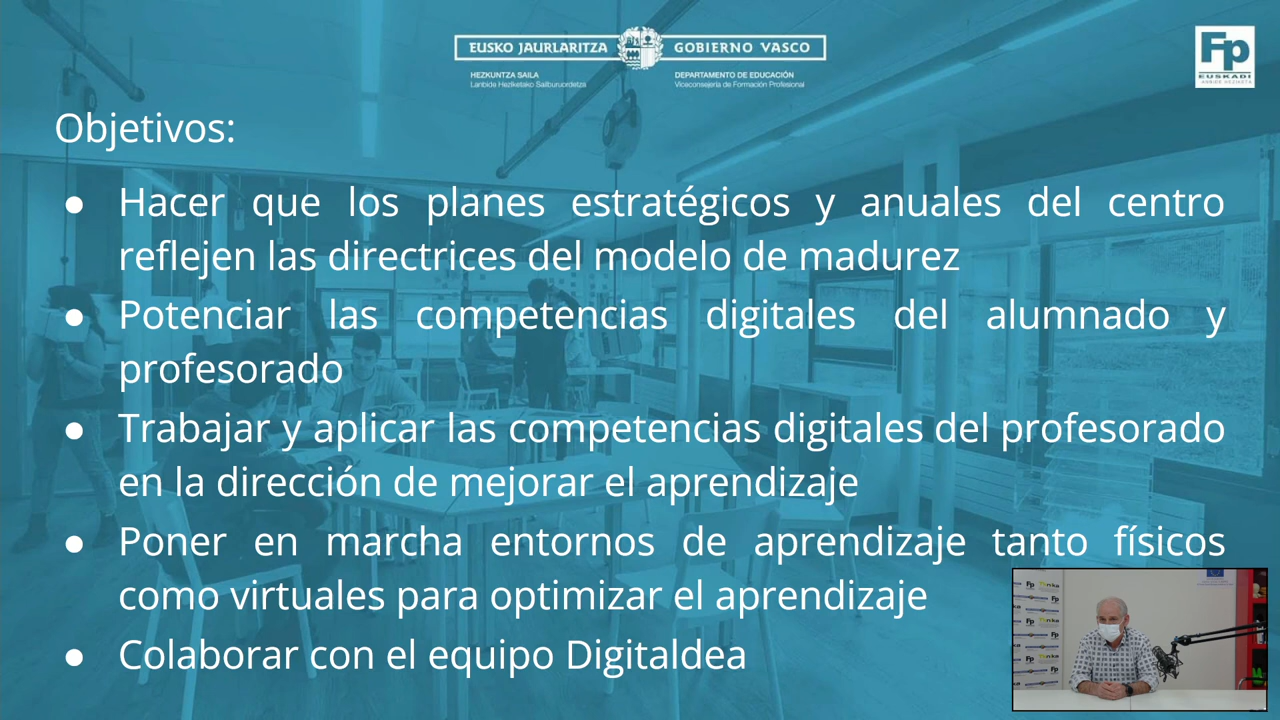 EUSKO JAURLARITZA GOBIERNO VASCO
HEZKUNTZA SAILA DEPARTAMENTO DE EDUCACIÓN
Lanbide Heziketako Sailburuordetza Viceconsejería de Formación Profesional
Fp
EUSKADI
LANBIDE HEZIKETA
Objetivos:
● Hacer que los planes estratégicos y anuales del centro
reflejen las directrices del modelo de madurez
● Potenciar las competencias digitales del alumnado y
profesorado
● Trabajar y aplicar las competencias digitales del profesorado
en la dirección de mejorar el aprendizaje
● Poner en marcha entornos de aprendizaje tanto físicos
como virtuales para optimizar el aprendizaje
● Colaborar con el equipo Digitaldea